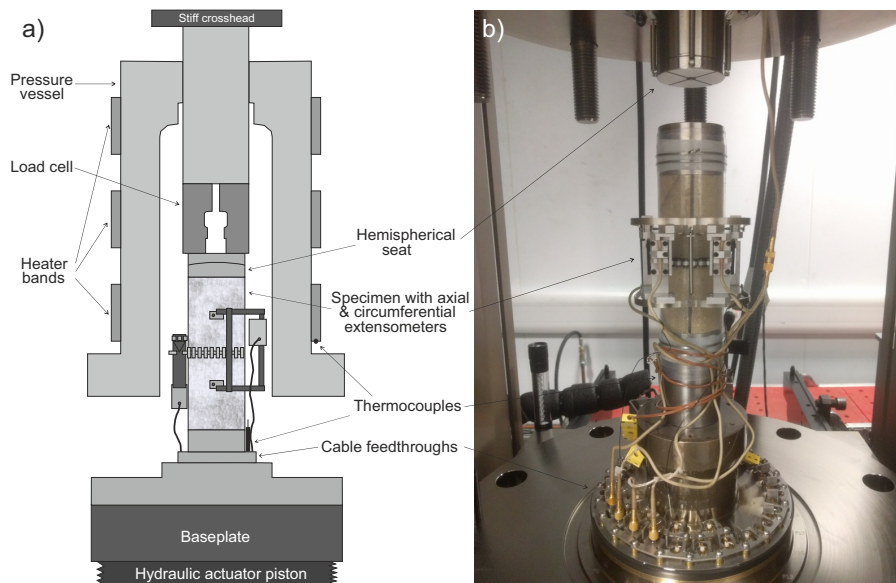 Stiff crosshead
a)
b)
Pressure
vessel
Load cell
Heater
bands
Hemispherical
seat
Specimen with axial
& circumferential
extensometers
Thermocouples
Cable feedthroughs
Baseplate
Hydraulic actuator piston